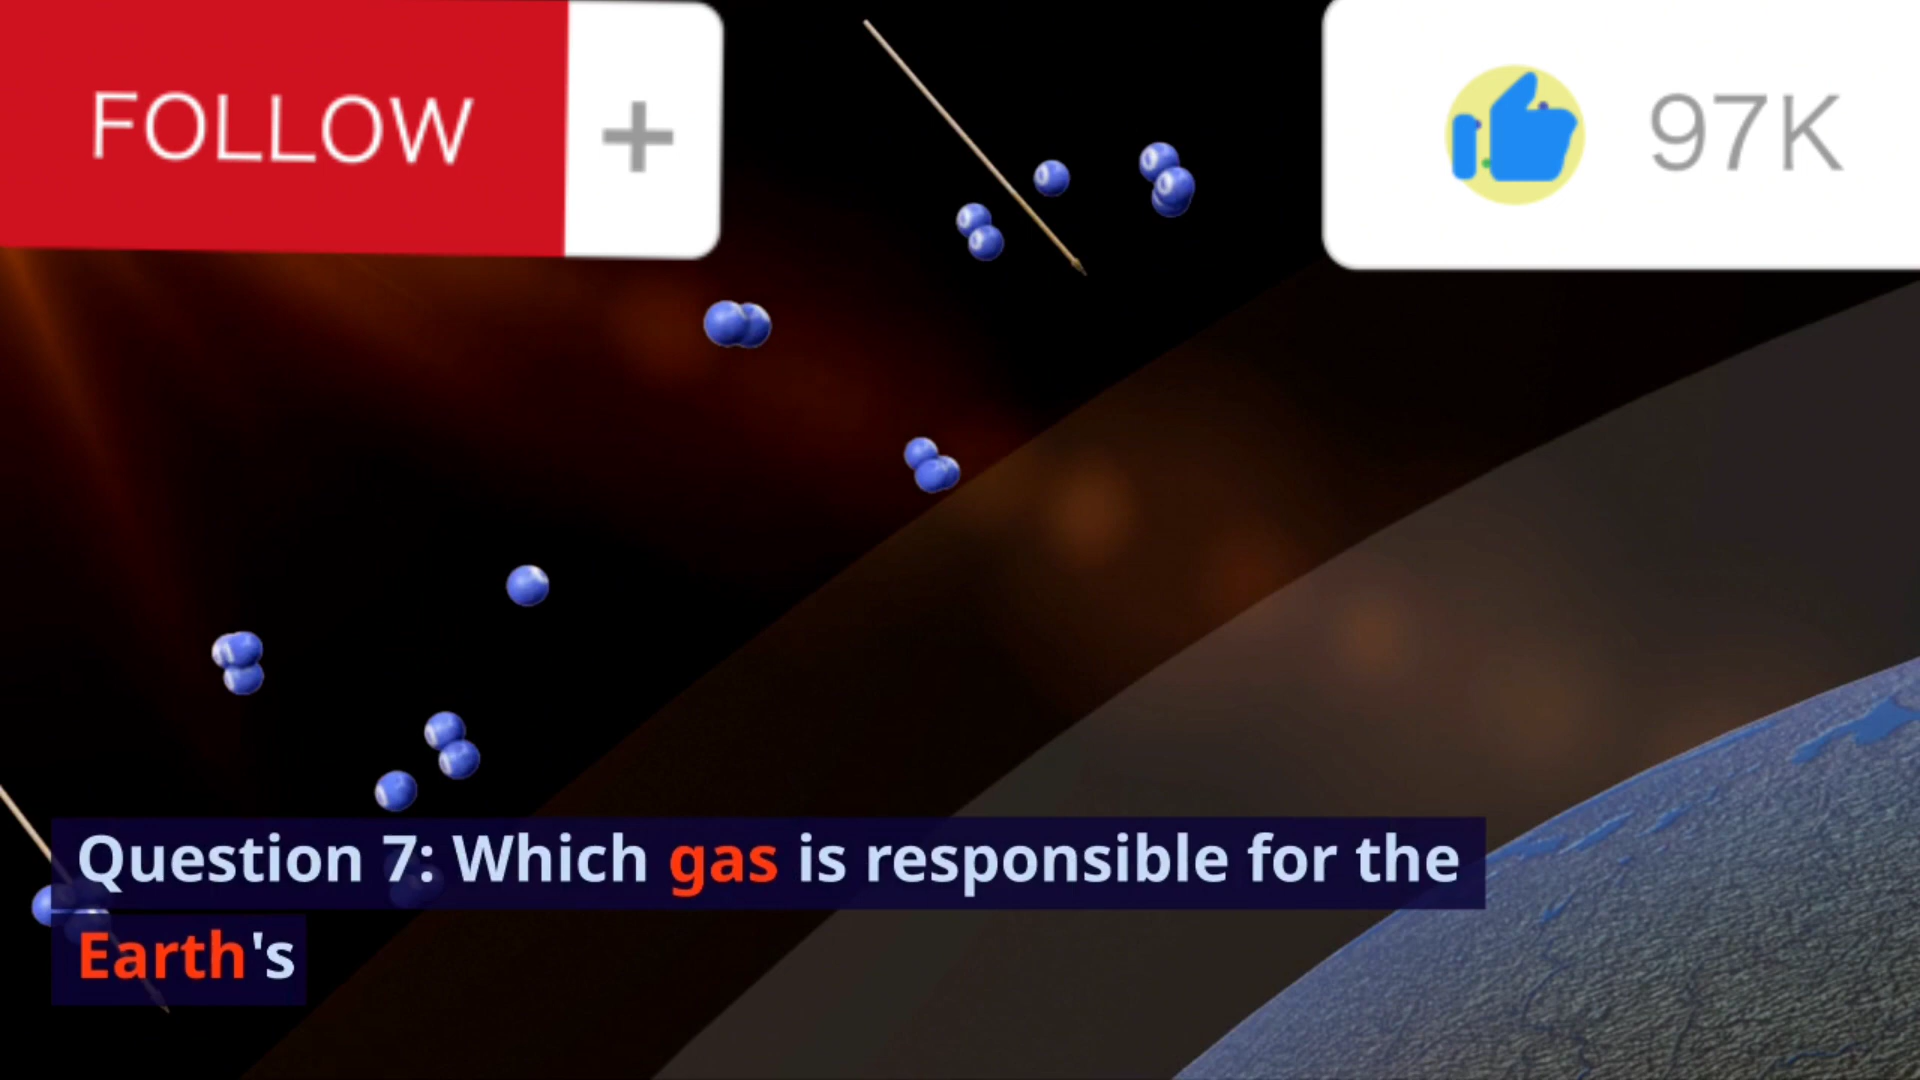 FOLLOW +
97K
Question 7: Which gas is responsible for the
Earth's